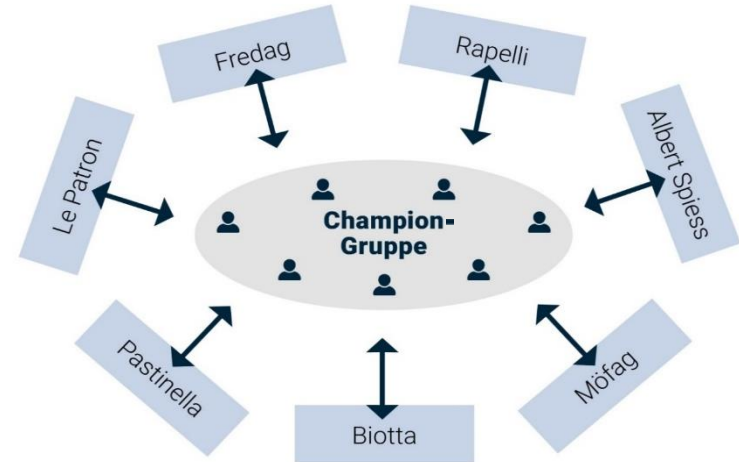 Fredag
Rapelli
Le Patron
Albert Spiess
Champion-
Gruppe
Pastinella
Möfag
Biotta